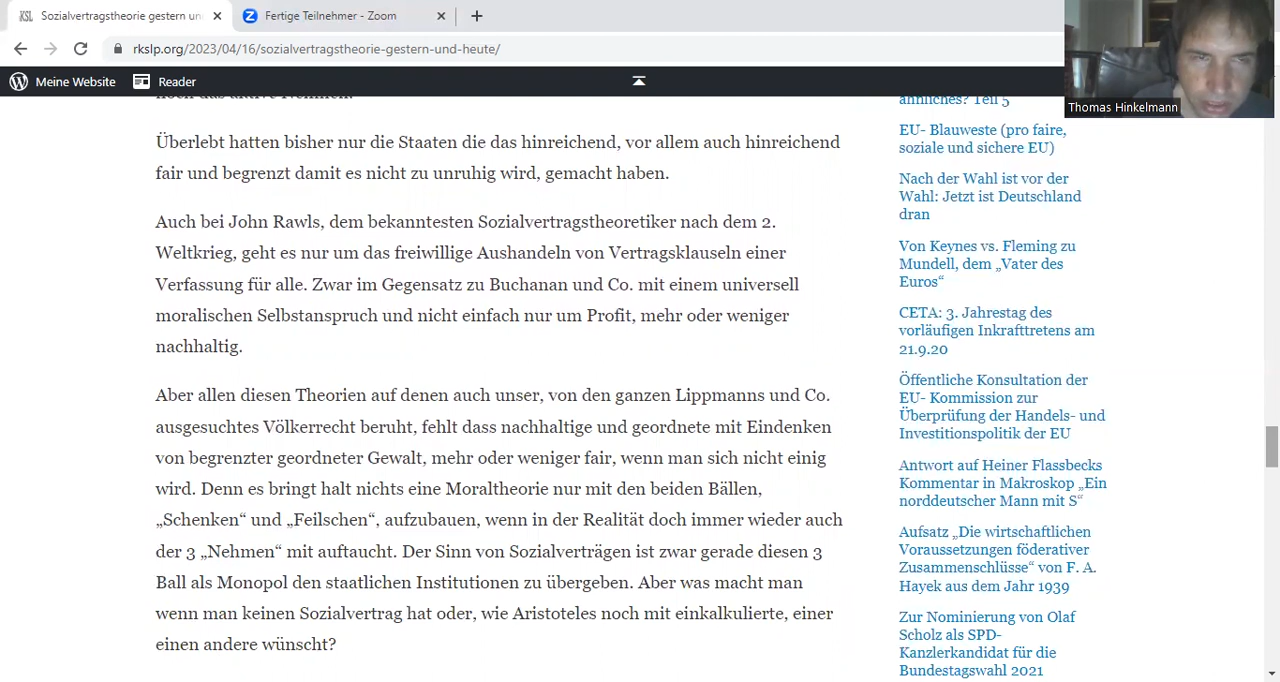 Sozialvertragstheorie gestern un
Fertige Teilnehmer - Zoom
rkslp.org/2023/04/16/sozialvertragstheorie-gestern-und-heute/
Meine Website Reader
Thomas Hinkelmann
noch das aktive Nehmen.
Überlebt hatten bisher nur die Staaten die das hinreichend, vor allem auch hinreichend
fair und begrenzt damit es nicht zu unruhig wird, gemacht haben.
Auch bei John Rawls, dem bekanntesten Sozialvertragstheoretiker nach dem 2.
Weltkrieg, geht es nur um das freiwillige Aushandeln von Vertragsklauseln einer
Verfassung für alle. Zwar im Gegensatz zu Buchanan und Co. mit einem universell
moralischen Selbstanspruch und nicht einfach nur um Profit, mehr oder weniger
nachhaltig.
Aber allen diesen Theorien auf denen auch unser, von den ganzen Lippmanns und Co.
ausgesuchtes Völkerrecht beruht, fehlt dass nachhaltige und geordnete mit Eindenken
von begrenzter geordneter Gewalt, mehr oder weniger fair, wenn man sich nicht einig
wird. Denn es bringt halt nichts eine Moraltheorie nur mit den beiden Bällen,
„Schenken“ und „Feilschen“, aufzubauen, wenn in der Realität doch immer wieder auch
der 3 „Nehmen“ mit auftaucht. Der Sinn von Sozialverträgen ist zwar gerade diesen 3
Ball als Monopol den staatlichen Institutionen zu übergeben. Aber was macht man
wenn man keinen Sozialvertrag hat oder, wie Aristoteles noch mit einkalkulierte, einer
einen andere wünscht?
ähnliches? Teil 5
EU- Blauweste (pro faire,
soziale und sichere EU)
Nach der Wahl ist vor der
Wahl: Jetzt ist Deutschland
dran
Von Keynes vs. Fleming zu
Mundell, dem „Vater des
Euros“
CETA: 3. Jahrestag des
vorläufigen Inkrafttretens am
21.9.20
Öffentliche Konsultation der
EU- Kommission zur
Überprüfung der Handels- und
Investitionspolitik der EU
Antwort auf Heiner Flassbecks
Kommentar in Makroskop „Ein
norddeutscher Mann mit S“
Aufsatz „Die wirtschaftlichen
Voraussetzungen föderativer
Zusammenschlüsse“ von F. A.
Hayek aus dem Jahr 1939
Zur Nominierung von Olaf
Scholz als SPD-
Kanzlerkandidat für die
Bundestagswahl 2021